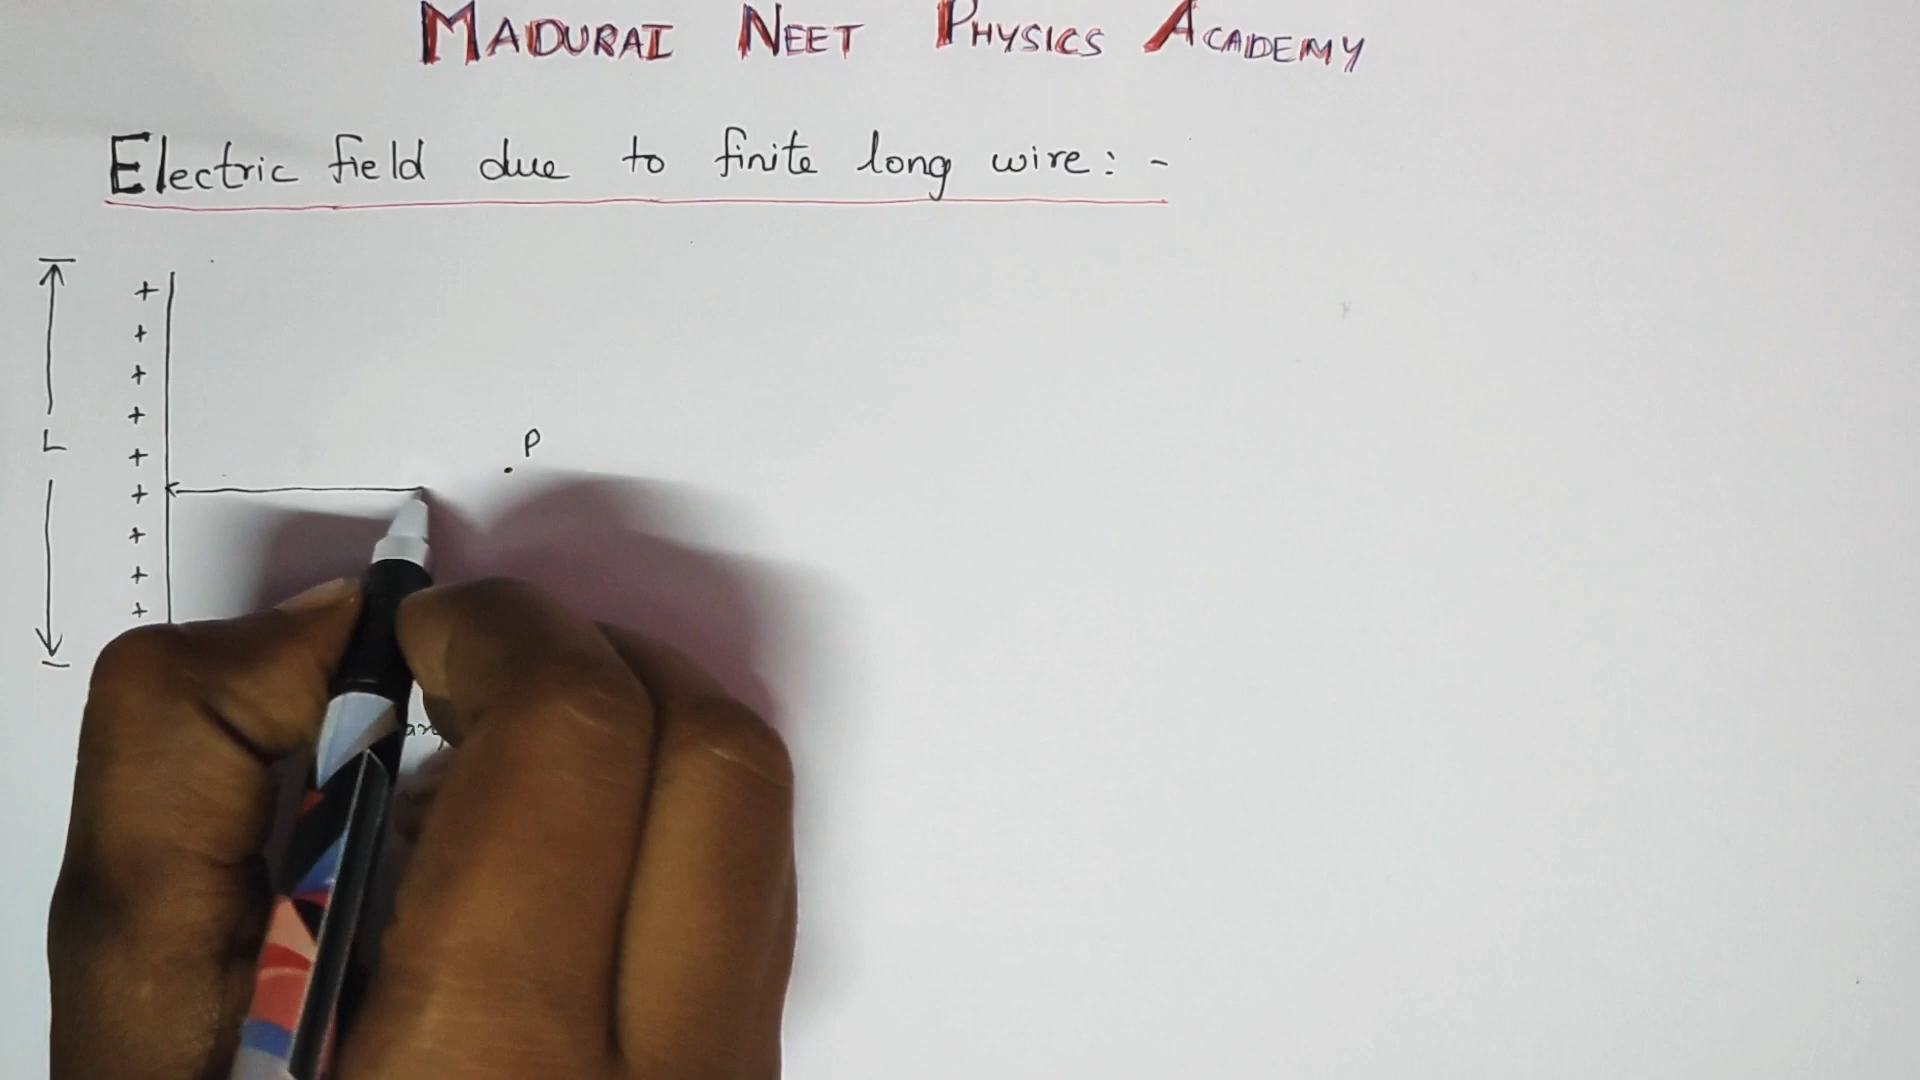 MADURAI NEET PHYSICS ACADEMY
Electric field due to finite long wire: -
+
+
+
+
L
+
P
+
+
+
+